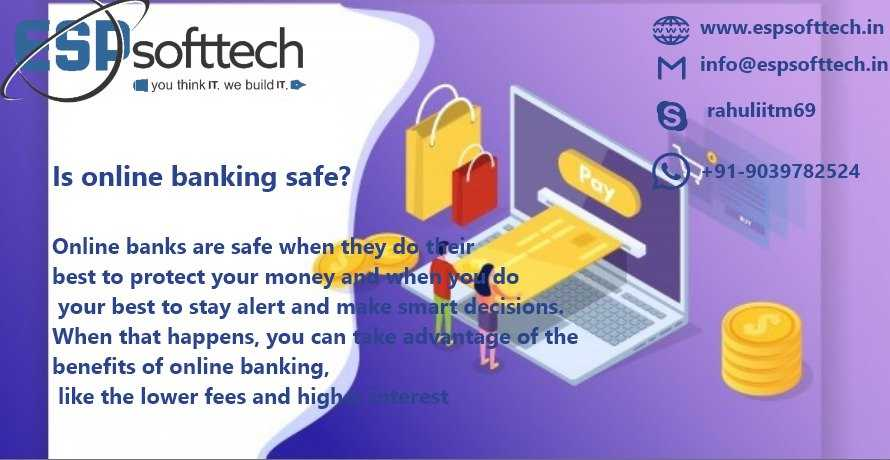 ESPsofttech
you think IT. we build IT.
www www.espsofttech.in
info@espsofttech.in
rahuliitm69
+91-9039782524
Is online banking safe?
Online banks are safe when they do their
best to protect your money and when you do
your best to stay alert and make smart decisions.
When that happens, you can take advantage of the
benefits of online banking,
like the lower fees and higher interest
Pay
BUY